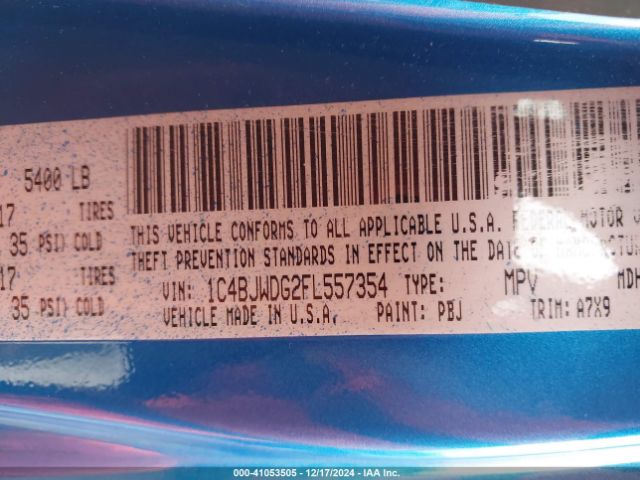 5400 LB
17 TIRES
35 PSI) COLD
17 TIRES
35 PSI) COLD
THIS VEHICLE CONFORMS TO ALL APPLICABLE U.S.A. FEDERAL MOTOR V
THEFT PREVENTION STANDARDS IN EFFECT ON THE DATE OF
VIN: 1C4BJWDG2FL557354 TYPE: MPV MDH
VEHICLE MADE IN U.S.A. PAINT: PBJ TRIM: A7X9
00-41053505 - 12/17/2024 - IAA Inc.